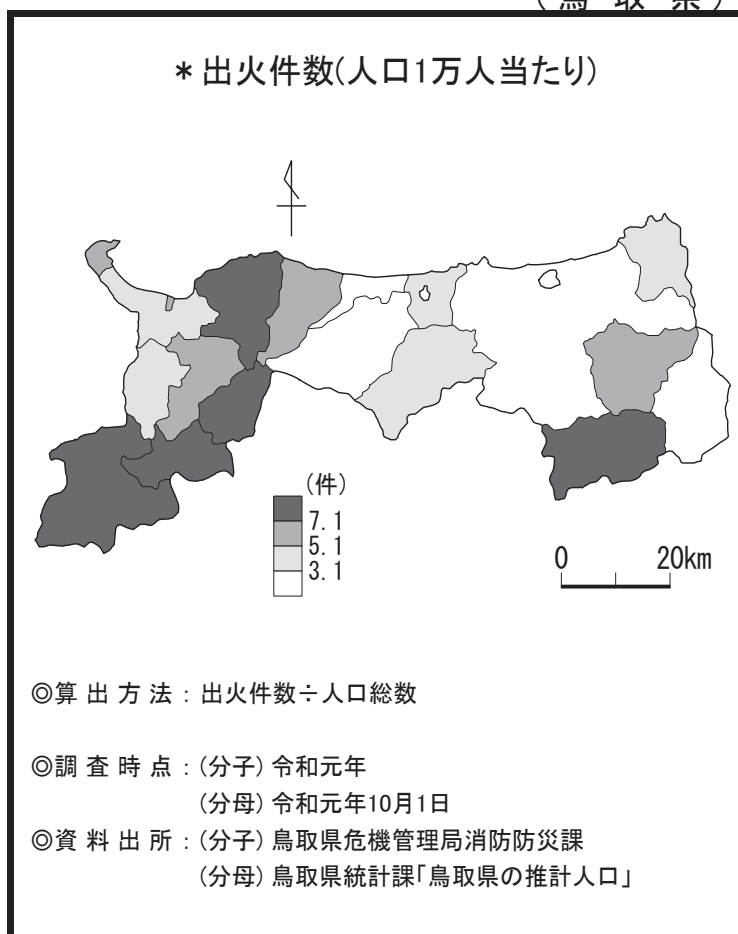 (鳥 取 県)
*出火件数(人口1万人当たり)
(件)
7.1
5.1
3.1
0 20km
◎算 出 方 法 : 出火件数÷人口総数
◎調 査 時 点 : (分子) 令和元年
(分母) 令和元年10月1日
◎資 料 出 所 : (分子) 鳥取県危機管理局消防防災課
(分母) 鳥取県統計課「鳥取県の推計人口」